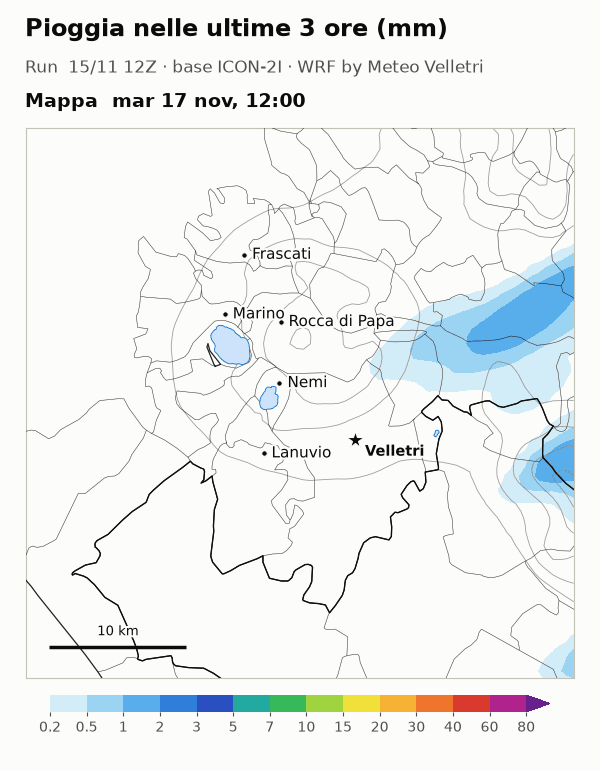 Pioggia nelle ultime 3 ore (mm)
Run  15/11 12Z · base ICON-2I · WRF by Meteo Velletri
Mappa  mar 17 nov, 12:00
Frascati
Marino
Rocca di Papa
Nemi
Velletri
Lanuvio
10 km
0.2 0.5 1 2 3 5 7 10 15 20 30 40 60 80